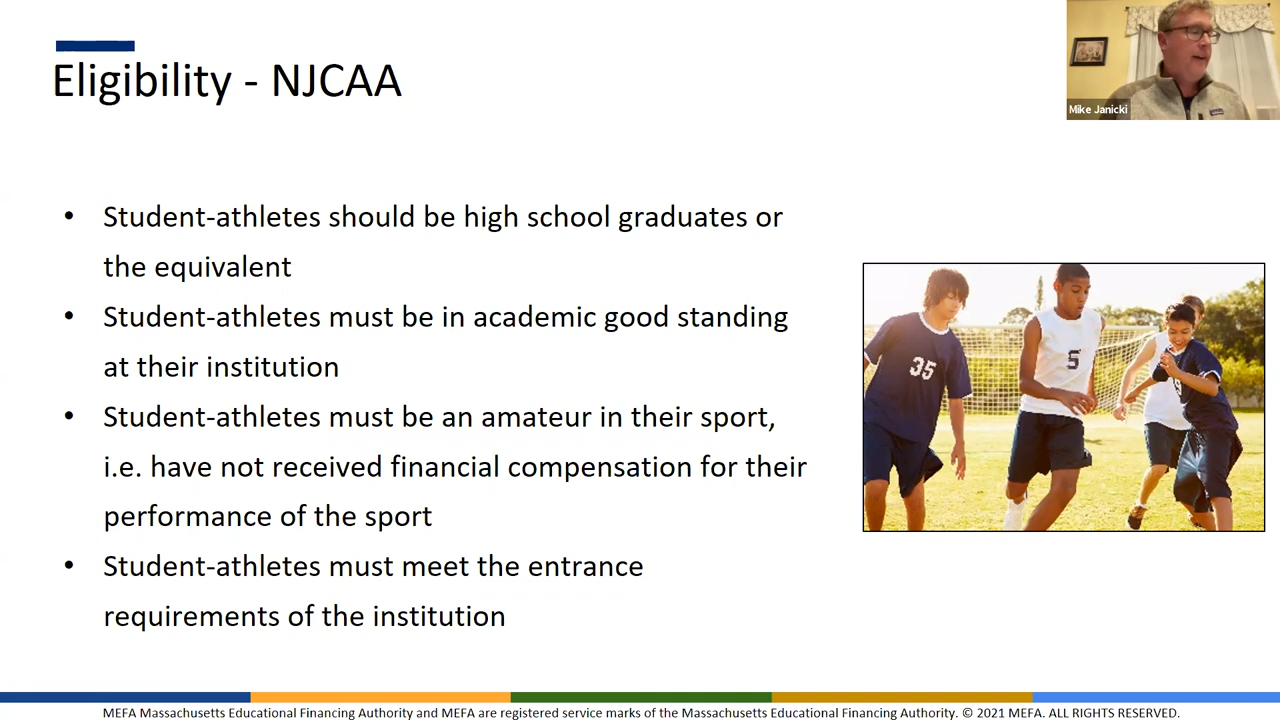 Eligibility - NJCAA
Mike Janicki
• Student-athletes should be high school graduates or
the equivalent
• Student-athletes must be in academic good standing
at their institution
• Student-athletes must be an amateur in their sport,
i.e. have not received financial compensation for their
performance of the sport
• Student-athletes must meet the entrance
requirements of the institution
35
5
MEFA Massachusetts Educational Financing Authority and MEFA are registered service marks of the Massachusetts Educational Financing Authority. © 2021 MEFA. ALL RIGHTS RESERVED.